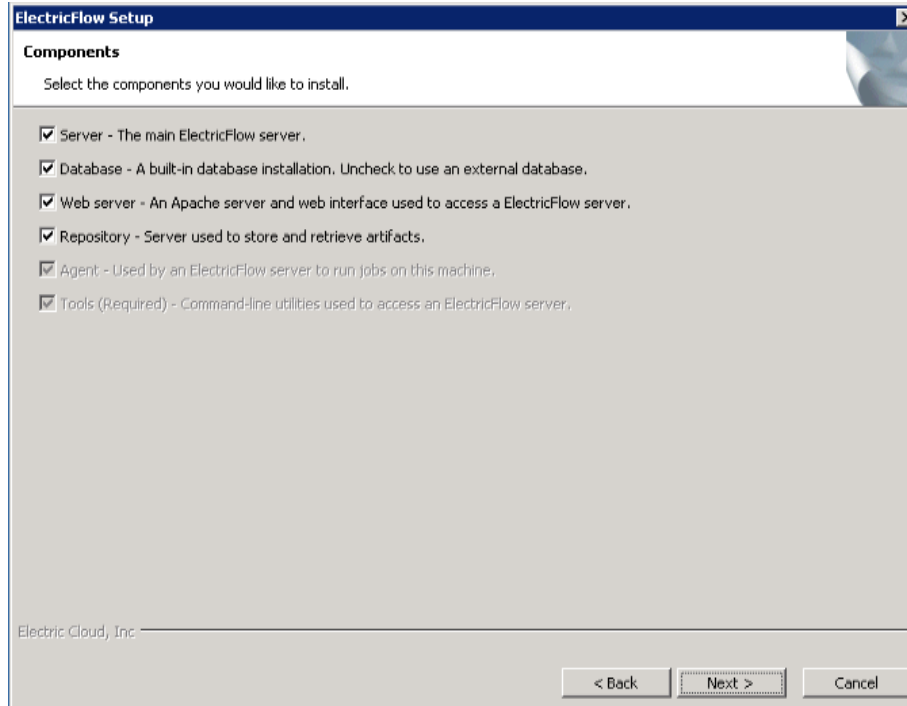 ElectricFlow Setup
Components
Select the components you would like to install.
Server - The main ElectricFlow server.
Database - A built-in database installation. Uncheck to use an external database.
Web server - An Apache server and web interface used to access a ElectricFlow server.
Repository - Server used to store and retrieve artifacts.
Agent - Used by an ElectricFlow server to run jobs on this machine.
Tools (Required) - Command-line utilities used to access an ElectricFlow server.
Electric Cloud, Inc
< Back Next > Cancel